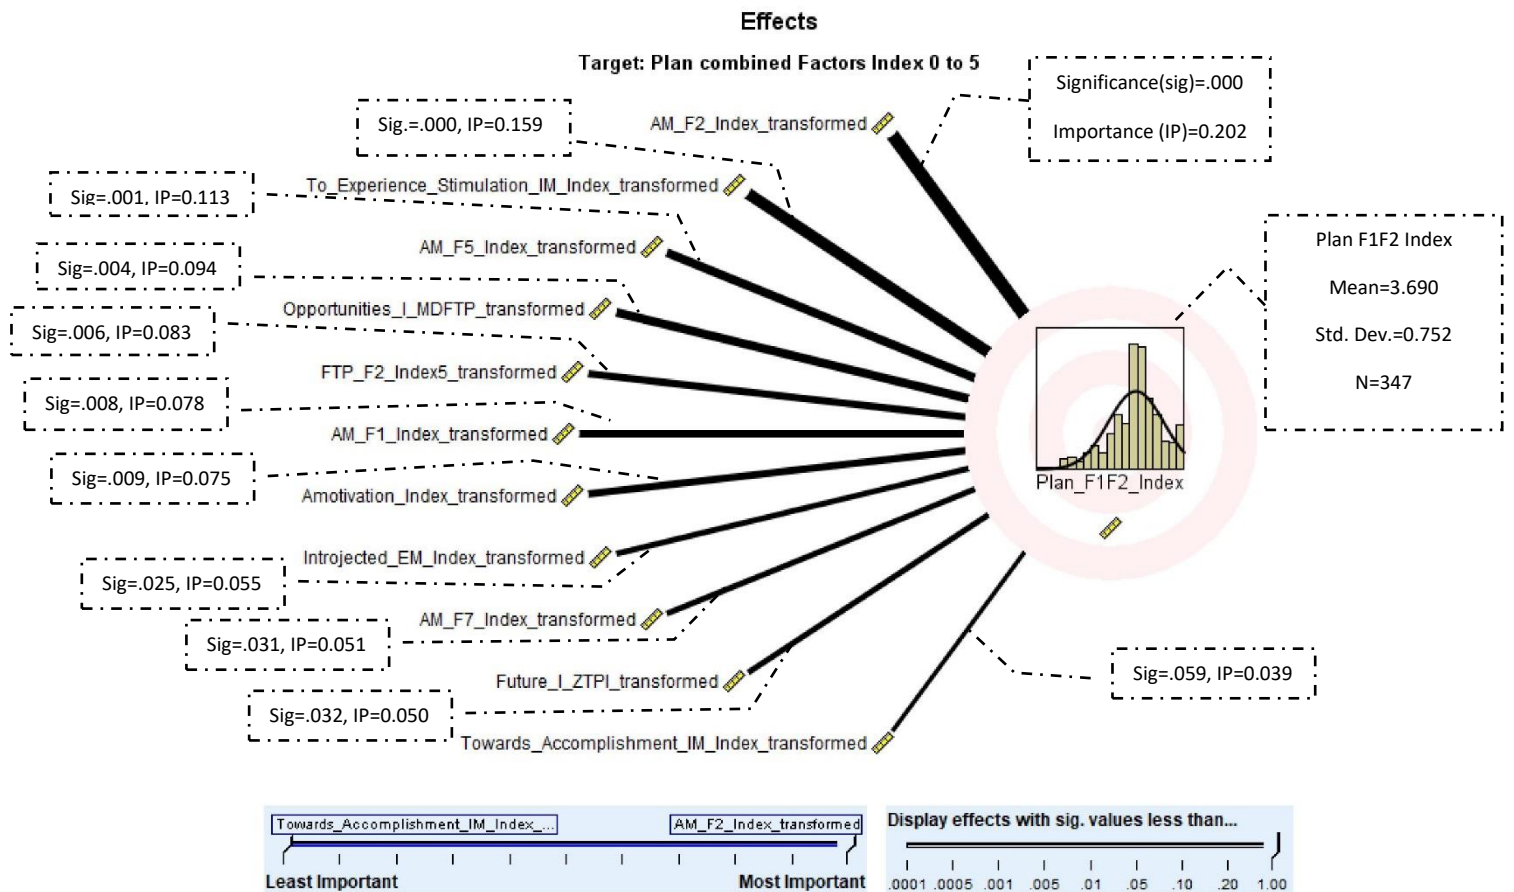 Effects
Target: Plan combined Factors Index 0 to 5
Significance(sig)=.000
Importance (IP)=0.202
AM_F2_Index_transformed
Sig.=.000, IP=0.159
To_Experience_Stimulation_IM_Index_transformed
Sig=.001, IP=0.113
AM_F5_Index_transformed
Sig=.004, IP=0.094
Opportunities_I_MDFTP_transformed
Sig=.006, IP=0.083
FTP_F2_Index5_transformed
Sig=.008, IP=0.078
AM_F1_Index_transformed
Sig=.009, IP=0.075
Amotivation_Index_transformed
Introjected_EM_Index_transformed
Sig=.025, IP=0.055
AM_F7_Index_transformed
Sig=.031, IP=0.051
Future_I_ZTPI_transformed
Sig=.032, IP=0.050
Towards_Accomplishment_IM_Index_transformed
Sig=.059, IP=0.039
Plan F1F2 Index
Mean=3.690
Std. Dev.=0.752
N=347
Plan_F1F2_Index
Towards_Accomplishment_IM_Index_...
AM_F2_Index_transformed
Least Important
Most Important
Display effects with sig. values less than...
.0001 .0005 .001 .005 .01 .05 .10 .20 1.00